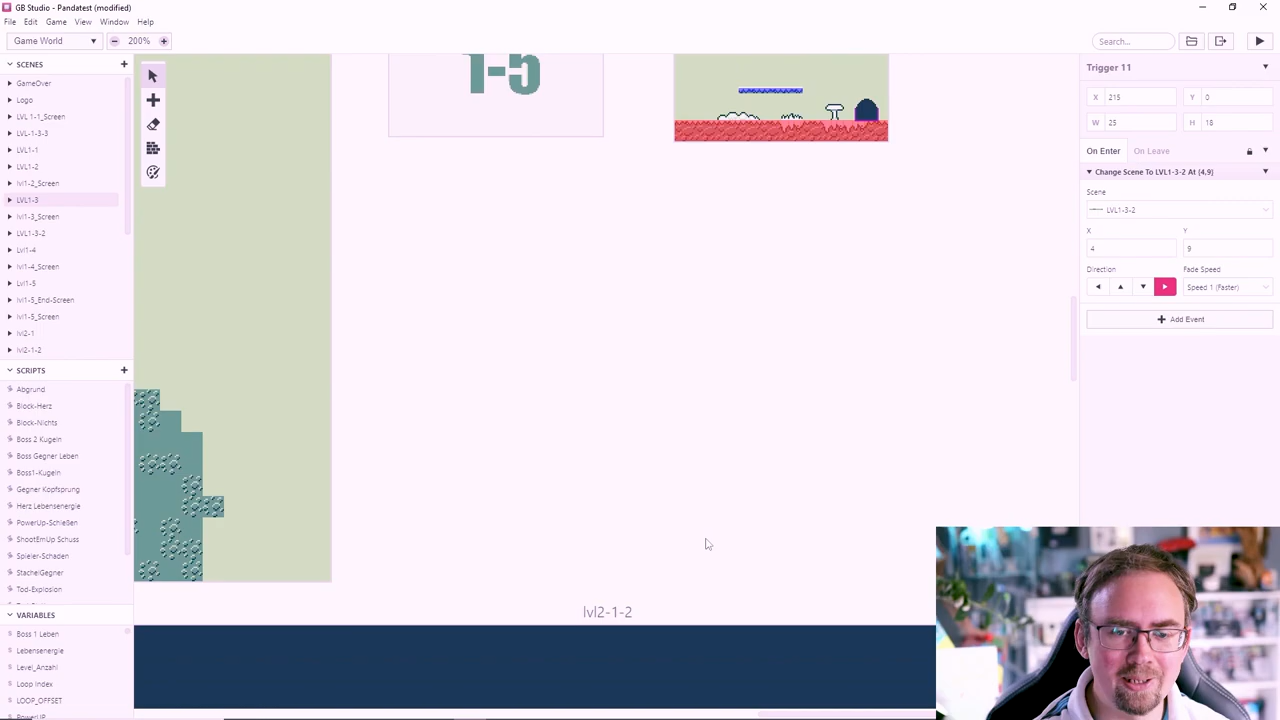 GB Studio - Pandatest (modified)
File Edit Game View Window Help
Game World
200%
Search...
SCENES
GameOver
Logo
LVL 1-1_Screen
LVL1-1-3-3
LVL1-1
LVL1-2
lvl1-2_Screen
LVL1-3
lvl1-3_Screen
LVL1-3-2
Lvl1-4
lvl1-4_Screen
Lvl1-5
lvl1-5_End-Screen
lvl1-5_Screen
lvl2-1
lvl2-1-2
SCRIPTS
Abgrund
Block-Herz
Block-Nichts
Boss 2 Kugeln
Boss Gegner Leben
Boss1-Kugeln
Gegner Kopfsprung
Herz Lebensenergie
PowerUp-Schießen
ShootEmUp Schuss
Spieler-Schaden
StachelGegner
Tod-Explosion
VARIABLES
Boss 1 Leben
Lebensenergie
Level_Anzahl
Loop Index
LOOP_OFFSET
PowerUP
1-5
lvl2-1-2
Trigger 11
X 215 Y 0
W 25 H 18
On Enter On Leave
Change Scene To LVL1-3-2 At (4,9)
Scene
LVL1-3-2
X Y
4 9
Direction Fade Speed
Speed 1 (Faster)
Add Event